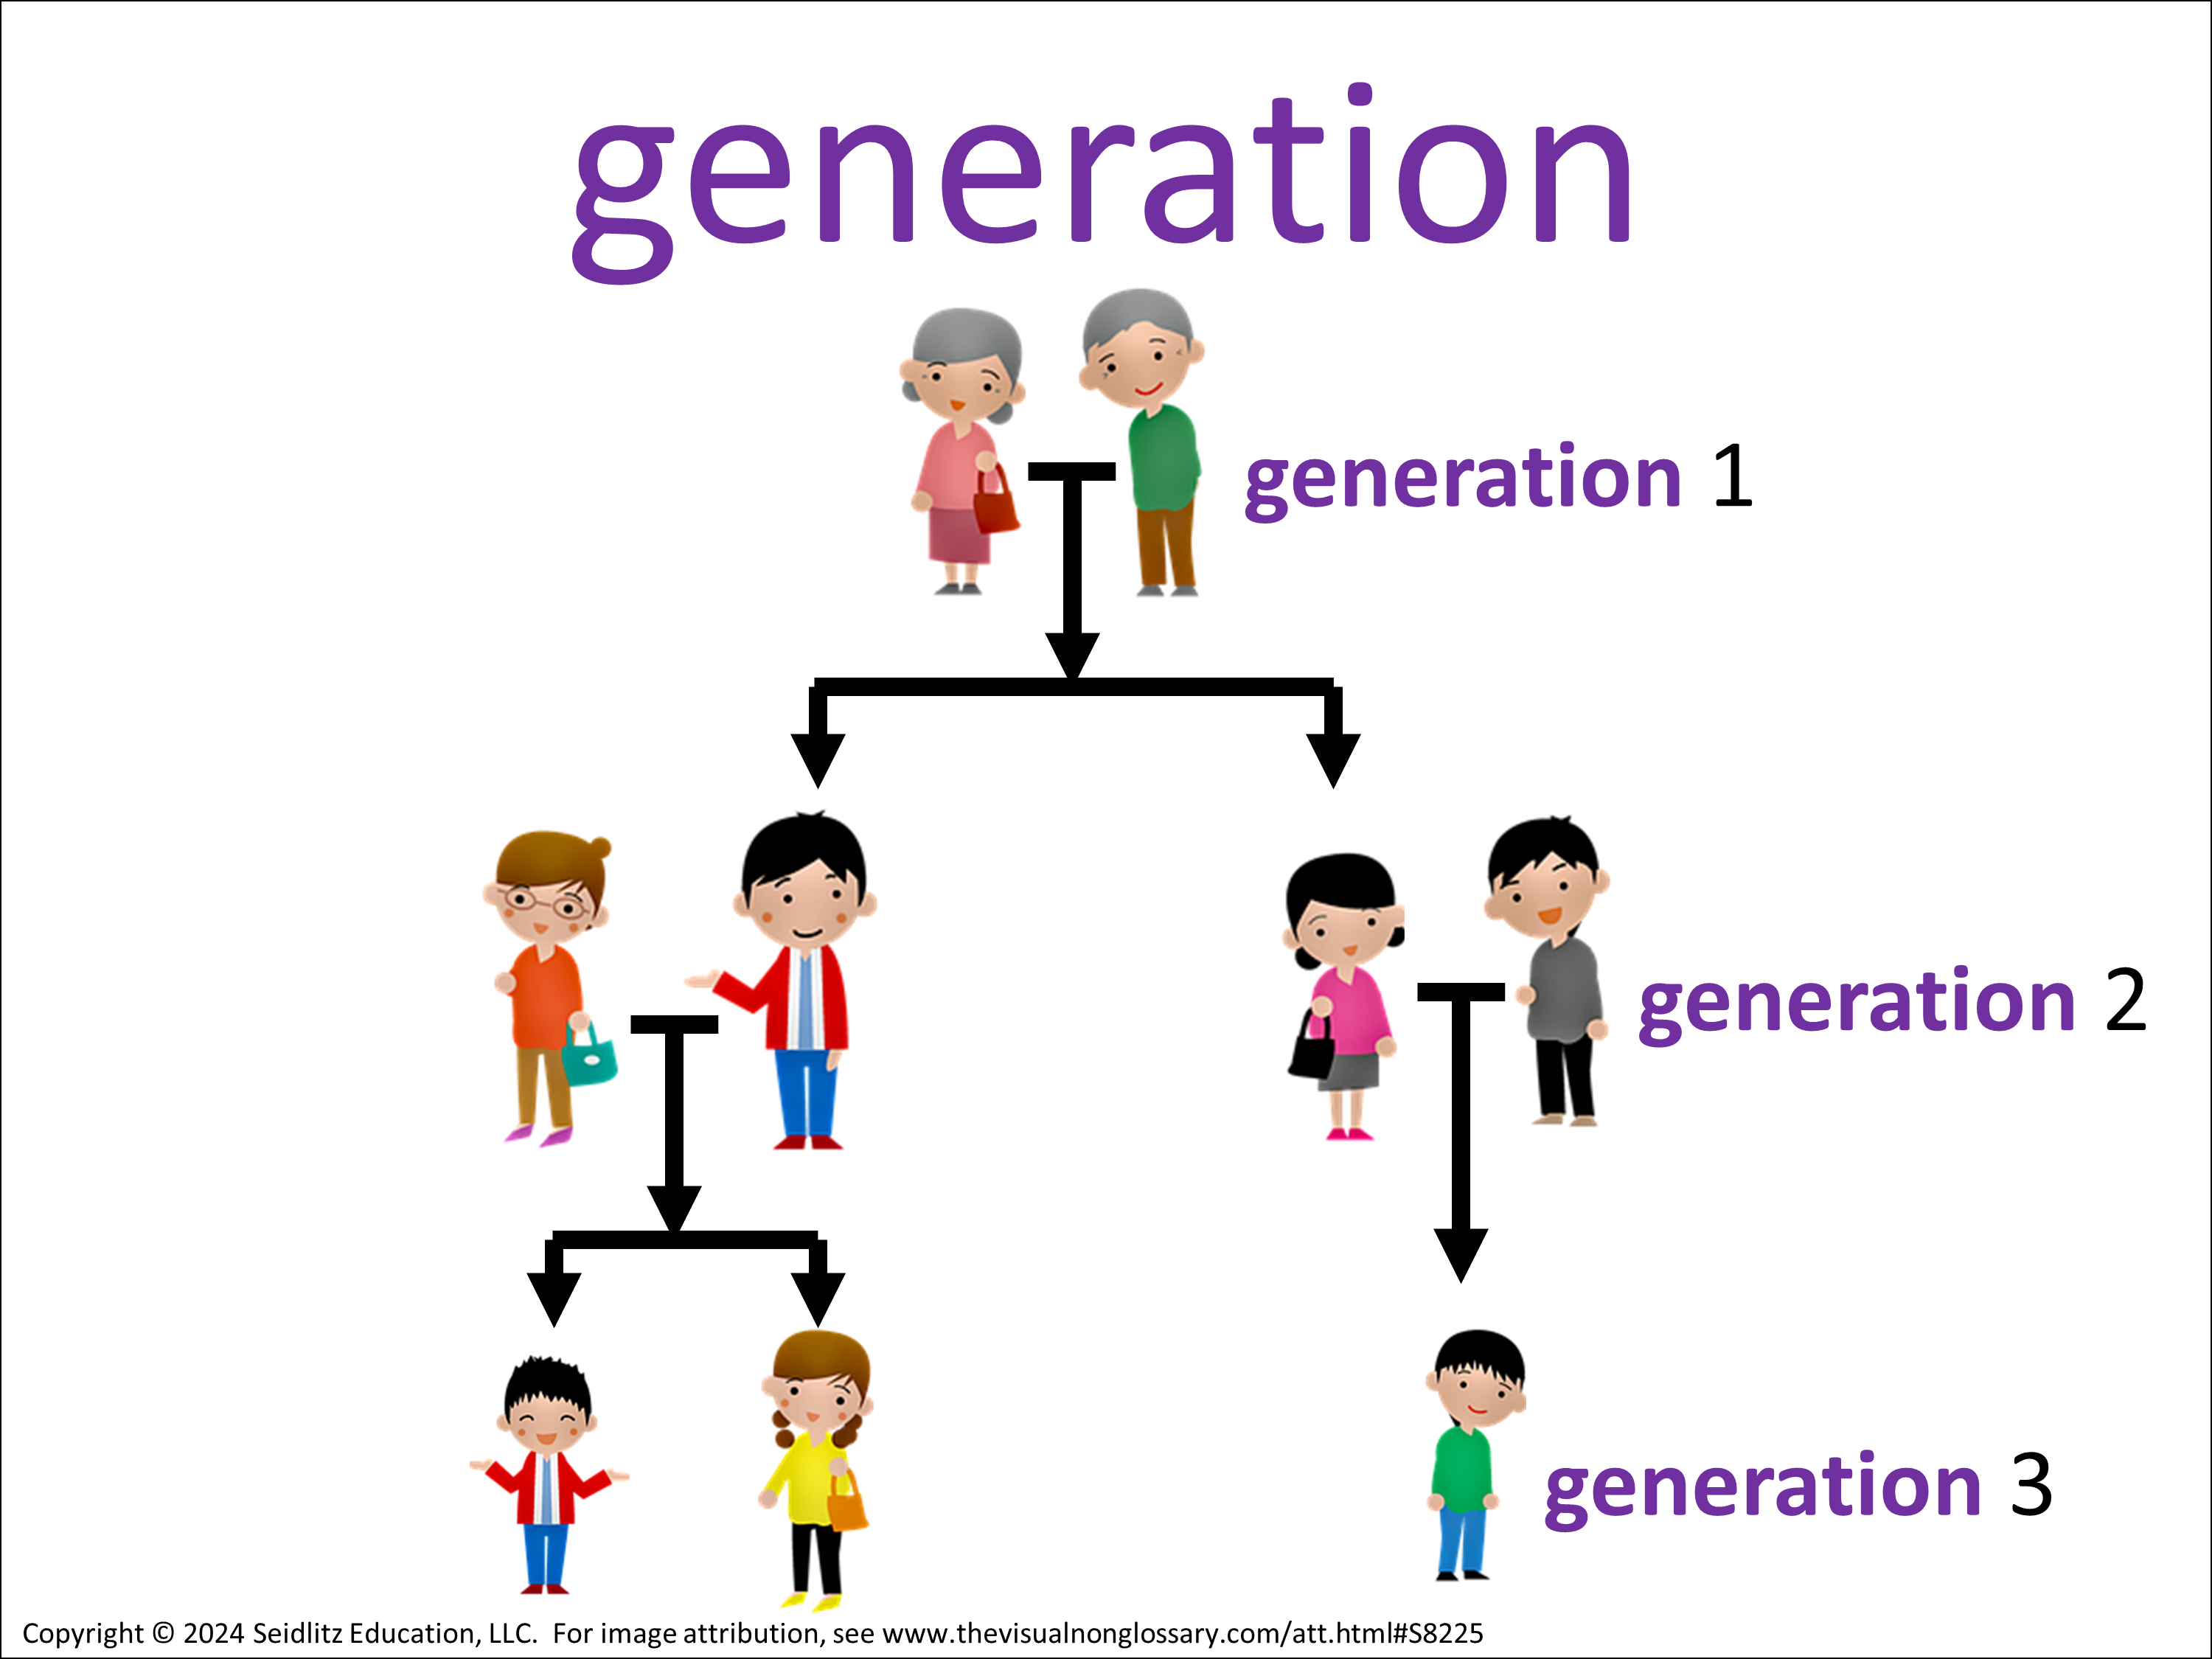 generation
generation 1
generation 2
generation 3
Copyright © 2024 Seidlitz Education, LLC.  For image attribution, see www.thevisualnonglossary.com/att.html#S8225